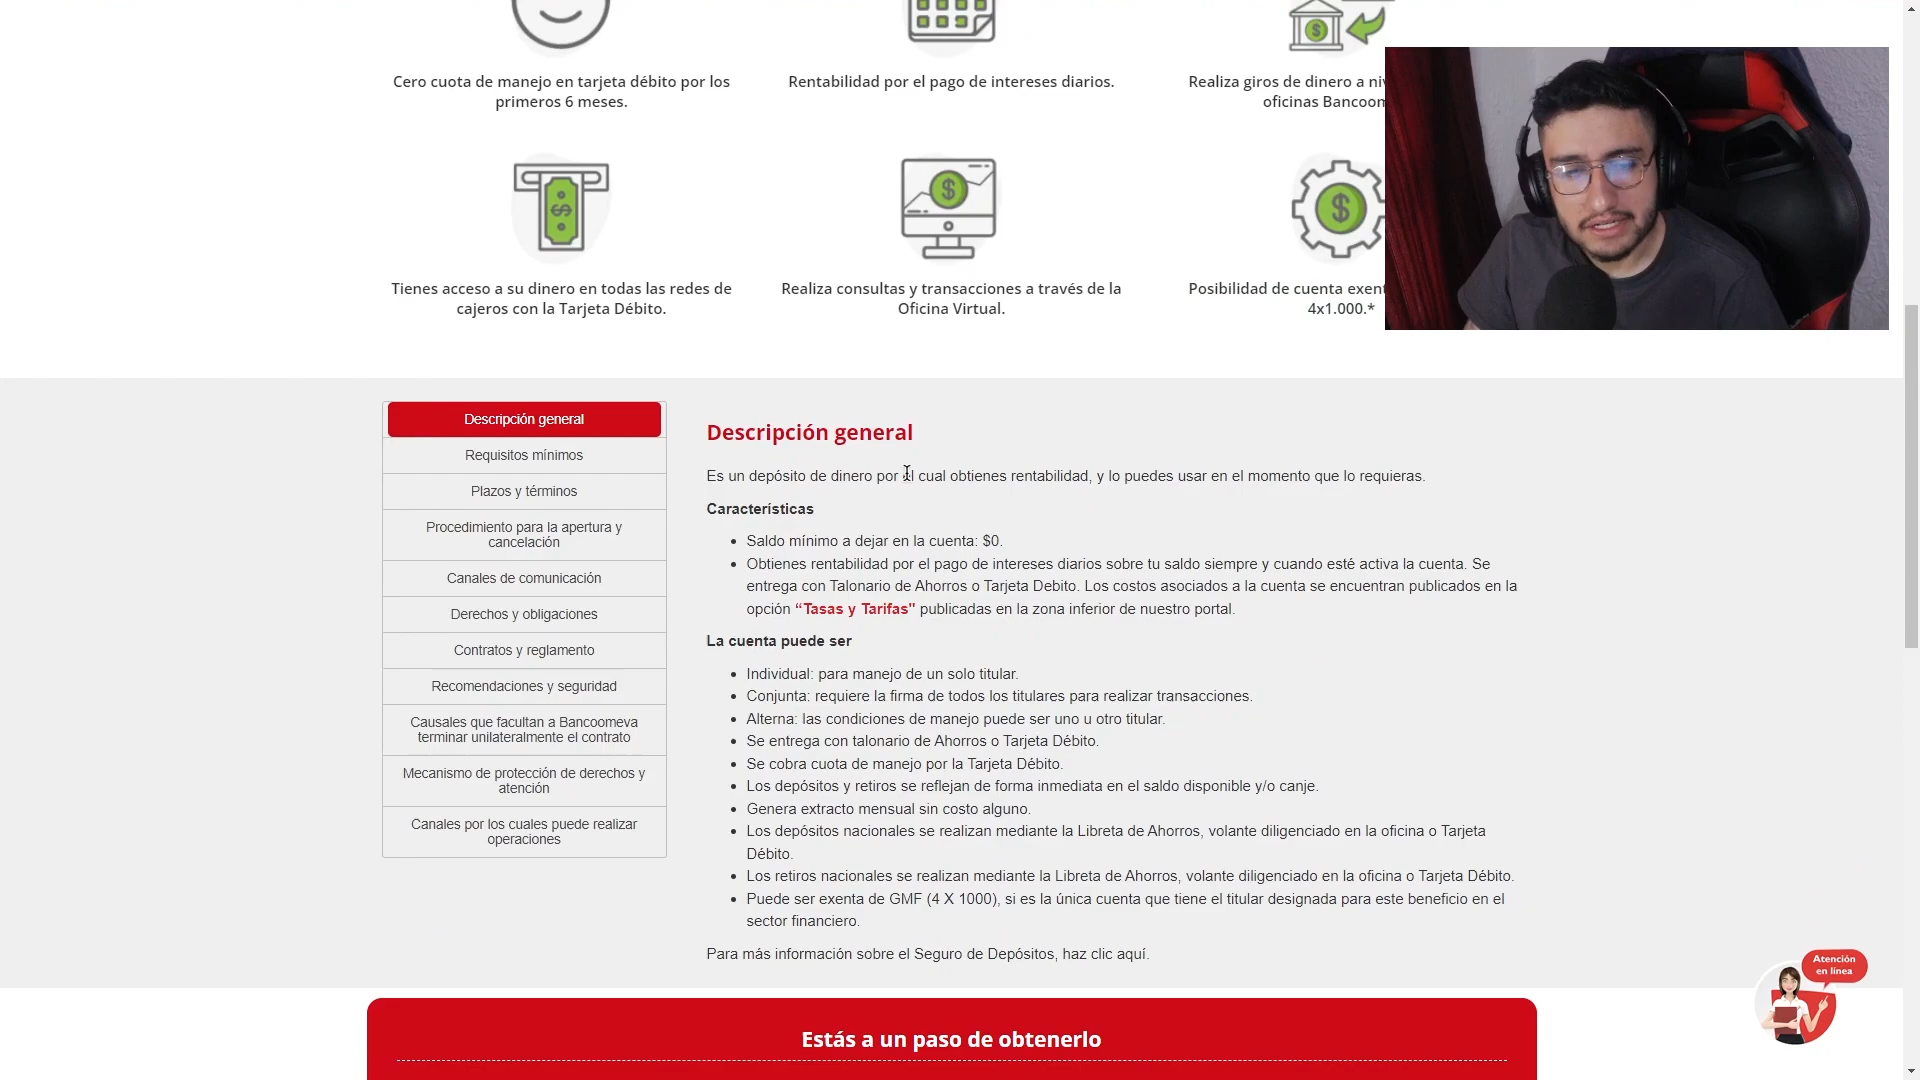 Cero cuota de manejo en tarjeta débito por los
primeros 6 meses.
Rentabilidad por el pago de intereses diarios.
Realiza giros de dinero a
oficinas
Tienes acceso a su dinero en todas las redes de
cajeros con la Tarjeta Débito.
Realiza consultas y transacciones a través de la
Oficina Virtual.
Posibilidad de cuenta
4x1.000.*
Descripción general
Requisitos mínimos
Plazos y términos
Procedimiento para la apertura y
cancelación
Canales de comunicación
Derechos y obligaciones
Contratos y reglamento
Recomendaciones y seguridad
Causales que facultan a Bancoomeva
terminar unilateralmente el contrato
Mecanismo de protección de derechos y
atención
Canales por los cuales puede realizar
operaciones
Descripción general
Es un depósito de dinero por el cual obtienes rentabilidad, y lo puedes usar en el momento que lo requieras.
Características
• Saldo mínimo a dejar en la cuenta: $0.
• Obtienes rentabilidad por el pago de intereses diarios sobre tu saldo siempre y cuando esté activa la cuenta. Se
entrega con Talonario de Ahorros o Tarjeta Debito. Los costos asociados a la cuenta se encuentran publicados en la
opción “Tasas y Tarifas" publicadas en la zona inferior de nuestro portal.
La cuenta puede ser
• Individual: para manejo de un solo titular.
• Conjunta: requiere la firma de todos los titulares para realizar transacciones.
• Alterna: las condiciones de manejo puede ser uno u otro titular.
• Se entrega con talonario de Ahorros o Tarjeta Débito.
• Se cobra cuota de manejo por la Tarjeta Débito.
• Los depósitos y retiros se reflejan de forma inmediata en el saldo disponible y/o canje.
• Genera extracto mensual sin costo alguno.
• Los depósitos nacionales se realizan mediante la Libreta de Ahorros, volante diligenciado en la oficina o Tarjeta
Débito.
• Los retiros nacionales se realizan mediante la Libreta de Ahorros, volante diligenciado en la oficina o Tarjeta Débito.
• Puede ser exenta de GMF (4 X 1000), si es la única cuenta que tiene el titular designada para este beneficio en el
sector financiero.
Para más información sobre el Seguro de Depósitos, haz clic aquí.
Atención
en línea
Estás a un paso de obtenerlo